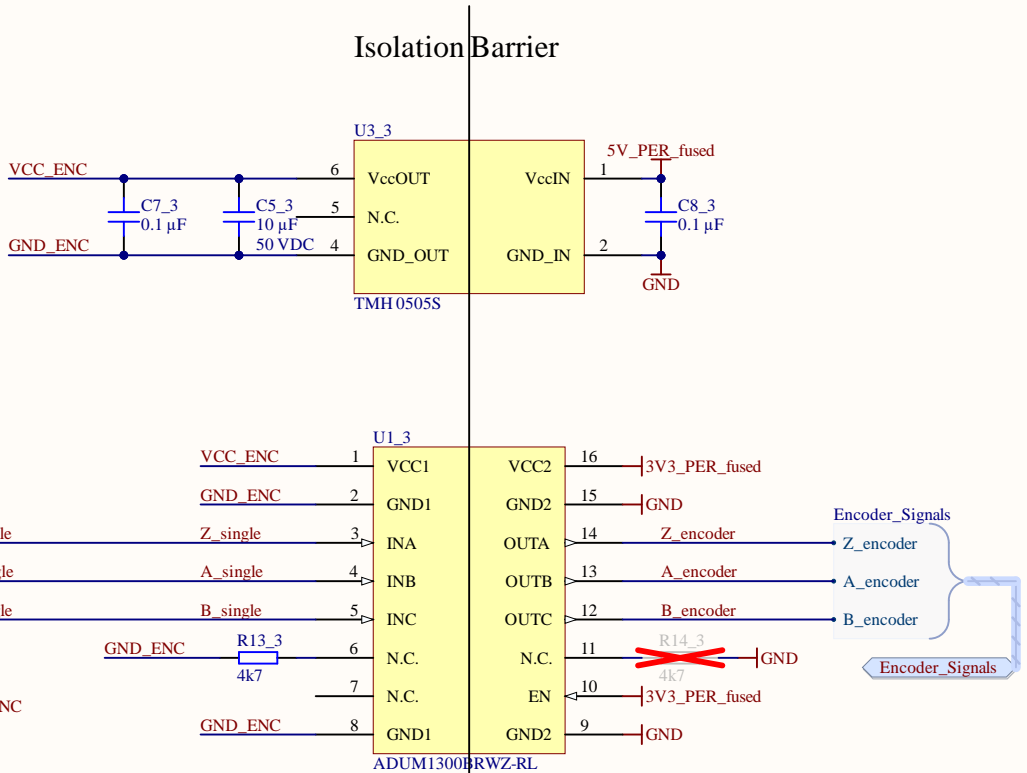 Isolation Barrier
U3_3
VCC_ENC
6
VccOUT
VccIN
1
5V_PER_fused
C7_3
0.1 µF
C5_3
10 µF
50 VDC
5
N.C.
C8_3
0.1 µF
GND_ENC
4
GND_OUT
GND_IN
2
GND
TMH 0505S
U1_3
VCC_ENC
1
VCC1
VCC2
16
3V3_PER_fused
GND_ENC
2
GND1
GND2
15
GND
Encoder_Signals
le
Z_single
3
INA
OUTA
14
Z_encoder
Z_encoder
gle
A_single
4
INB
OUTB
13
A_encoder
A_encoder
le
B_single
5
INC
OUTC
12
B_encoder
B_encoder
GND_ENC
R13_3
4k7
6
N.C.
N.C.
11
R14_3
4k7
GND
Encoder_Signals
NC
7
N.C.
EN
10
3V3_PER_fused
GND_ENC
8
GND1
GND2
9
GND
ADUM1300BRWZ-RL